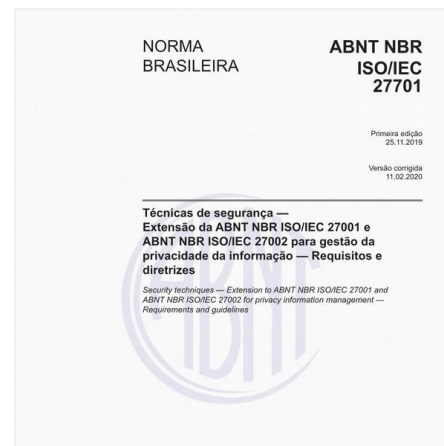 NORMA BRASILEIRA
ABNT NBR ISO/IEC 27701
Primeira edição
25.11.2019
Versão corrigida
11.02.2020
Técnicas de segurança —
Extensão da ABNT NBR ISO/IEC 27001 e
ABNT NBR ISO/IEC 27002 para gestão da
privacidade da informação — Requisitos e
diretrizes
Security techniques — Extension to ABNT NBR ISO/IEC 27001 and
ABNT NBR ISO/IEC 27002 for privacy information management —
Requirements and guidelines
ABNT